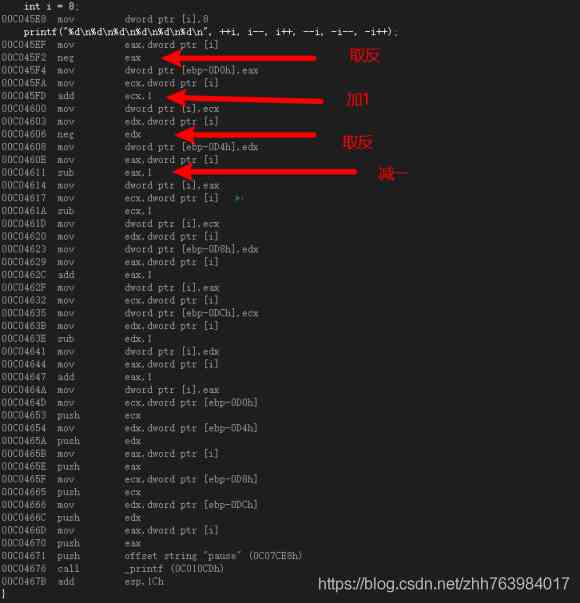 int i = 8;
00C045E8 mov dword ptr [i],8
printf("%d\n%d\n%d\n%d\n%d\n%d\n", ++i, i--, i++, --i, -i--, -i++);
00C045EF mov eax,dword ptr [i]
00C045F2 neg eax
取反
00C045F4 mov dword ptr [ebp-0D0h],eax
00C045FA mov ecx,dword ptr [i]
00C045FD add ecx,1
加1
00C04600 mov dword ptr [i],ecx
00C04603 mov edx,dword ptr [i]
00C04606 neg edx
取反
00C04608 mov dword ptr [ebp-0D4h],edx
00C0460E mov eax,dword ptr [i]
00C04611 sub eax,1
减一
00C04614 mov dword ptr [i],eax
00C04617 mov ecx,dword ptr [i]
00C0461A sub ecx,1
00C0461D mov dword ptr [i],ecx
00C04620 mov edx,dword ptr [i]
00C04623 mov dword ptr [ebp-0D8h],edx
00C04629 mov eax,dword ptr [i]
00C0462C add eax,1
00C0462F mov dword ptr [i],eax
00C04632 mov ecx,dword ptr [i]
00C04635 mov dword ptr [ebp-0DCh],ecx
00C0463B mov edx,dword ptr [i]
00C0463E sub edx,1
00C04641 mov dword ptr [i],edx
00C04644 mov eax,dword ptr [i]
00C04647 add eax,1
00C0464A mov dword ptr [i],eax
00C0464D mov ecx,dword ptr [ebp-0D0h]
00C04653 push ecx
00C04654 mov edx,dword ptr [ebp-0D4h]
00C0465A push edx
00C0465B mov eax,dword ptr [i]
00C0465E push eax
00C0465F mov ecx,dword ptr [ebp-0D8h]
00C04665 push ecx
00C04666 mov edx,dword ptr [ebp-0DCh]
00C0466C push edx
00C0466D mov eax,dword ptr [i]
00C04670 push eax
00C04671 push offset string "pause" (0C07CE8h)
00C04676 call _printf (0C010CDh)
00C0467B add esp,1Ch
}
https://blog.csdn.net/zhh763984017